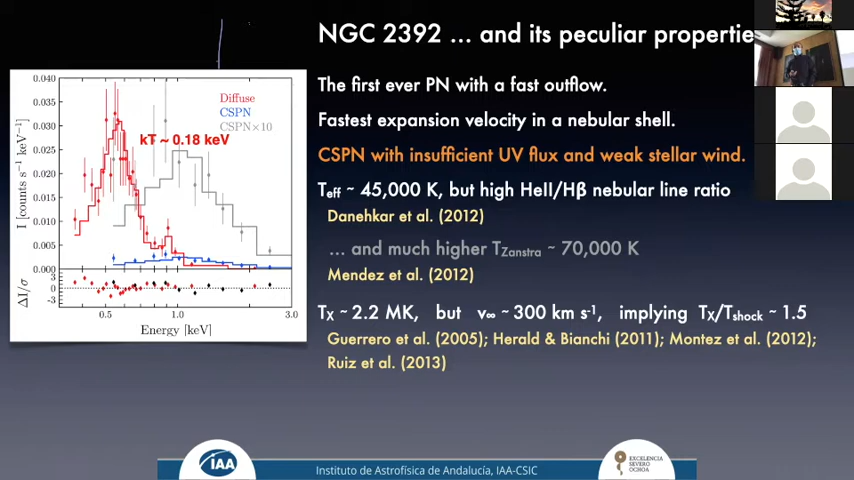 NGC 2392 ... and its peculiar propertie
The first ever PN with a fast outflow.
Fastest expansion velocity in a nebular shell.
CSPN with insufficient UV flux and weak stellar wind.
Teff ~ 45,000 K, but high HeII/Hβ nebular line ratio
Danehkar et al. (2012)
... and much higher TZanstra ~ 70,000 K
Mendez et al. (2012)
TX ~ 2.2 MK, but v∞ ~ 300 km s-1, implying TX/Tshock ~ 1.5
Guerrero et al. (2005); Herald & Bianchi (2011); Montez et al. (2012);
Ruiz et al. (2013)
0.040
0.035
0.030
0.025
0.020
0.015
0.010
0.005
0.000
3
0
-3
I [counts s-1 keV-1]
ΔI/σ
Diffuse
CSPN
CSPN×10
kT ~ 0.18 keV
0.5 1.0 3.0
Energy [keV]
IAA
Instituto de Astrofísica de Andalucía, IAA-CSIC
EXCELENCIA
SEVERO
OCHOA